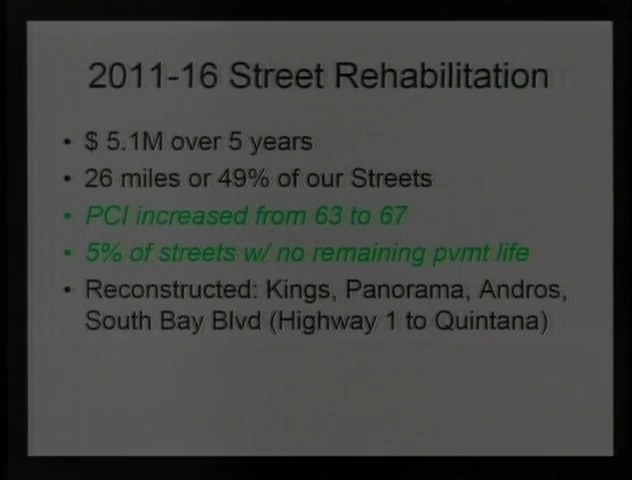 2011-16 Street Rehabilitation
• $ 5.1M over 5 years
• 26 miles or 49% of our Streets
• PCI increased from 63 to 67
• 5% of streets w/ no remaining pvmt life
• Reconstructed: Kings, Panorama, Andros,
South Bay Blvd (Highway 1 to Quintana)